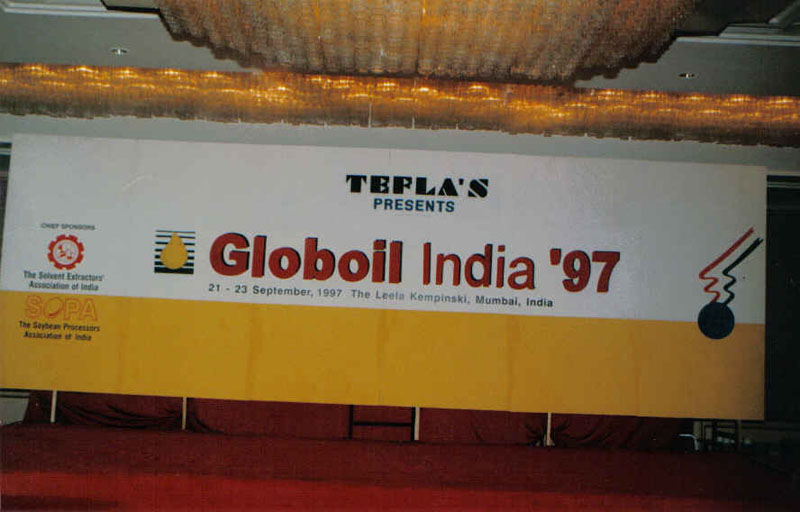 TEFLA'S
PRESENTS
CHIEF SPONSORS
The Solvent Extractors'
Association of India
SOPA
The Soybean Processors
Association of India
Globoil India '97
21 - 23 September, 1997 The Leela Kempinski, Mumbai, India